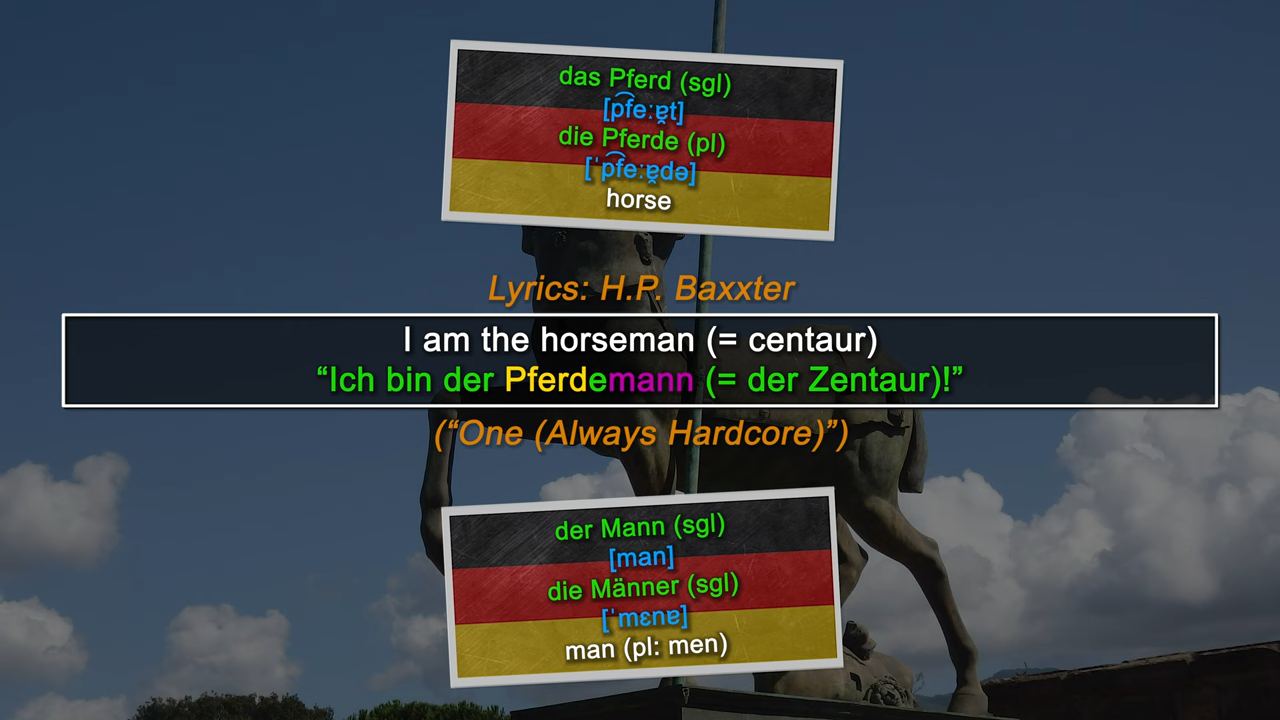 das Pferd (sgl)
[p͡feːɐ̯t]
die Pferde (pl)
[ˈp͡feːɐ̯də]
horse
Lyrics: H.P. Baxxter
I am the horseman (= centaur)
“Ich bin der Pferdemann (= der Zentaur)!”
(“One (Always Hardcore)”)
der Mann (sgl)
[man]
die Männer (sgl)
[ˈmɛnɐ]
man (pl: men)